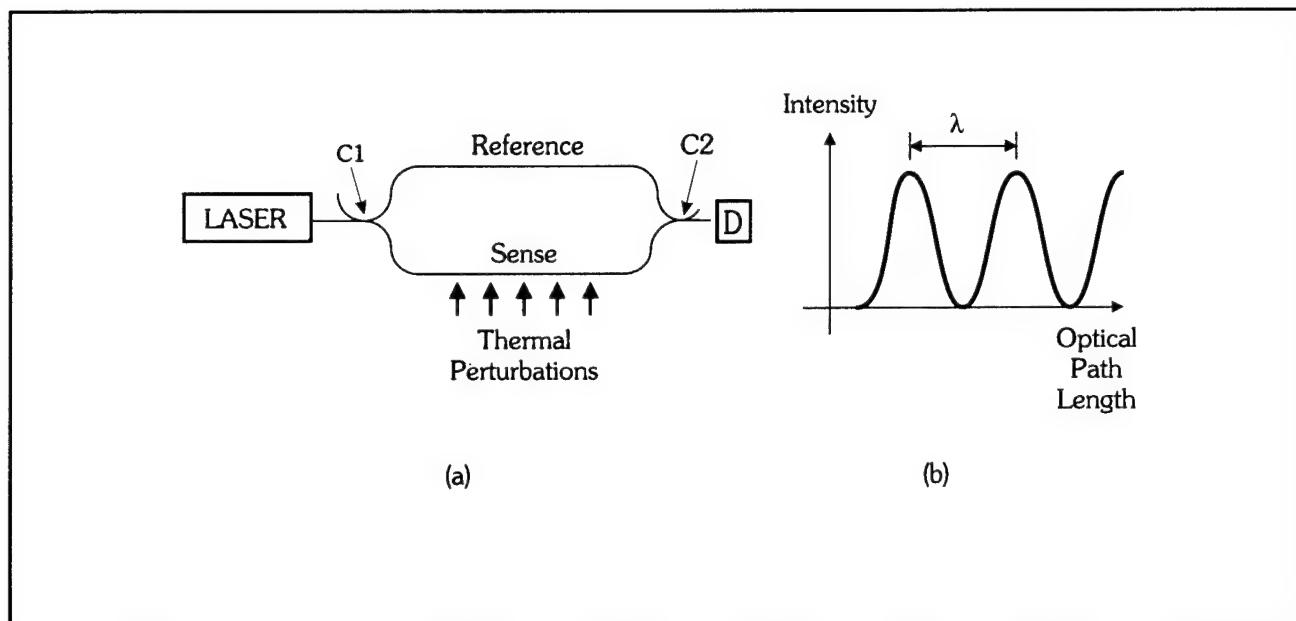 Reference
C1
C2
LASER
D
Sense
Thermal
Perturbations
(a)
Intensity
λ
Optical
Path
Length
(b)